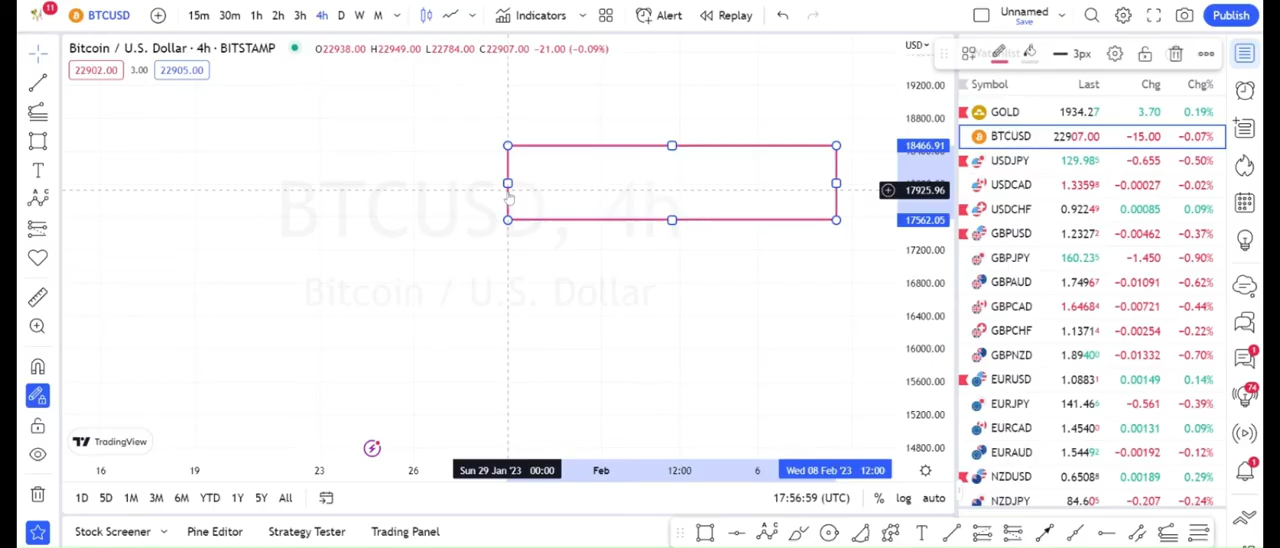 11
BTCUSD
15m 30m 1h 2h 3h 4h D W M
Indicators
Alert
Replay
Unnamed
Save
Publish
Bitcoin / U.S. Dollar · 4h · BITSTAMP
O22938.00 H22949.00 L22784.00 C22907.00 −21.00 (−0.09%)
22902.00 3.00 22905.00
USD
3px
Symbol Last Chg Chg%
GOLD 1934.27 3.70 0.19%
BTCUSD 22907.00 −15.00 −0.07%
USDJPY 129.985 −0.655 −0.50%
USDCAD 1.33598 −0.00027 −0.02%
USDCHF 0.92249 0.00085 0.09%
GBPUSD 1.23272 −0.00462 −0.37%
GBPJPY 160.235 −1.450 −0.90%
GBPAUD 1.74967 −0.01091 −0.62%
GBPCAD 1.64684 −0.00721 −0.44%
GBPCHF 1.13714 −0.00254 −0.22%
GBPNZD 1.89400 −0.01332 −0.70%
EURUSD 1.08831 0.00149 0.14%
EURJPY 141.466 −0.561 −0.39%
EURCAD 1.45400 0.00131 0.09%
EURAUD 1.54492 −0.00192 −0.12%
NZDUSD 0.65088 0.00189 0.29%
NZDJPY 84.605 −0.207 −0.24%
19200.00
18800.00
18466.91
17925.96
17562.05
17200.00
16800.00
16400.00
16000.00
15600.00
15200.00
14800.00
BTCUSD, 4h
Bitcoin / U.S. Dollar
TradingView
16 19 23 26 Sun 29 Jan '23 00:00 Feb 12:00 6 Wed 08 Feb '23 12:00
1D 5D 1M 3M 6M YTD 1Y 5Y All
17:56:59 (UTC) % log auto
Stock Screener Pine Editor Strategy Tester Trading Panel
1
74